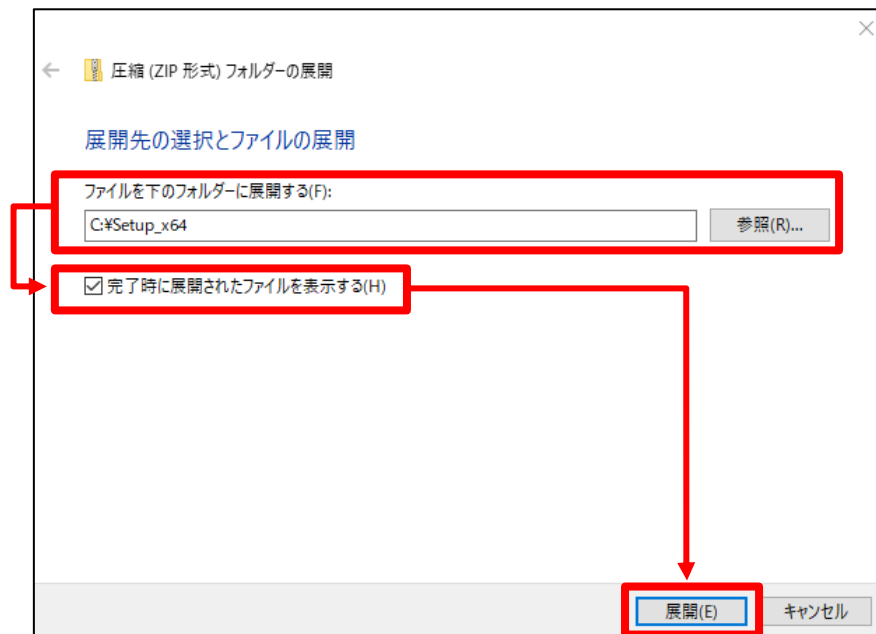 圧縮 (ZIP 形式) フォルダーの展開
展開先の選択とファイルの展開
ファイルを下のフォルダーに展開する(F):
C:¥Setup_x64
参照(R)...
完了時に展開されたファイルを表示する(H)
展開(E)
キャンセル